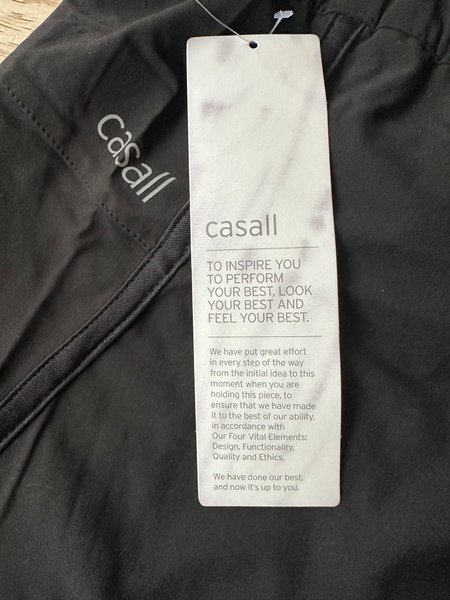 casall
casall
TO INSPIRE YOU
TO PERFORM
YOUR BEST, LOOK
YOUR BEST AND
FEEL YOUR BEST.
We have put great effort
in every step of the way
from the initial idea to this
moment when you are
holding this piece, to
ensure that we have made
it to the best of our ability,
in accordance with
Our Four Vital Elements:
Design, Functionality,
Quality and Ethics.
We have done our best,
and now it's up to you.